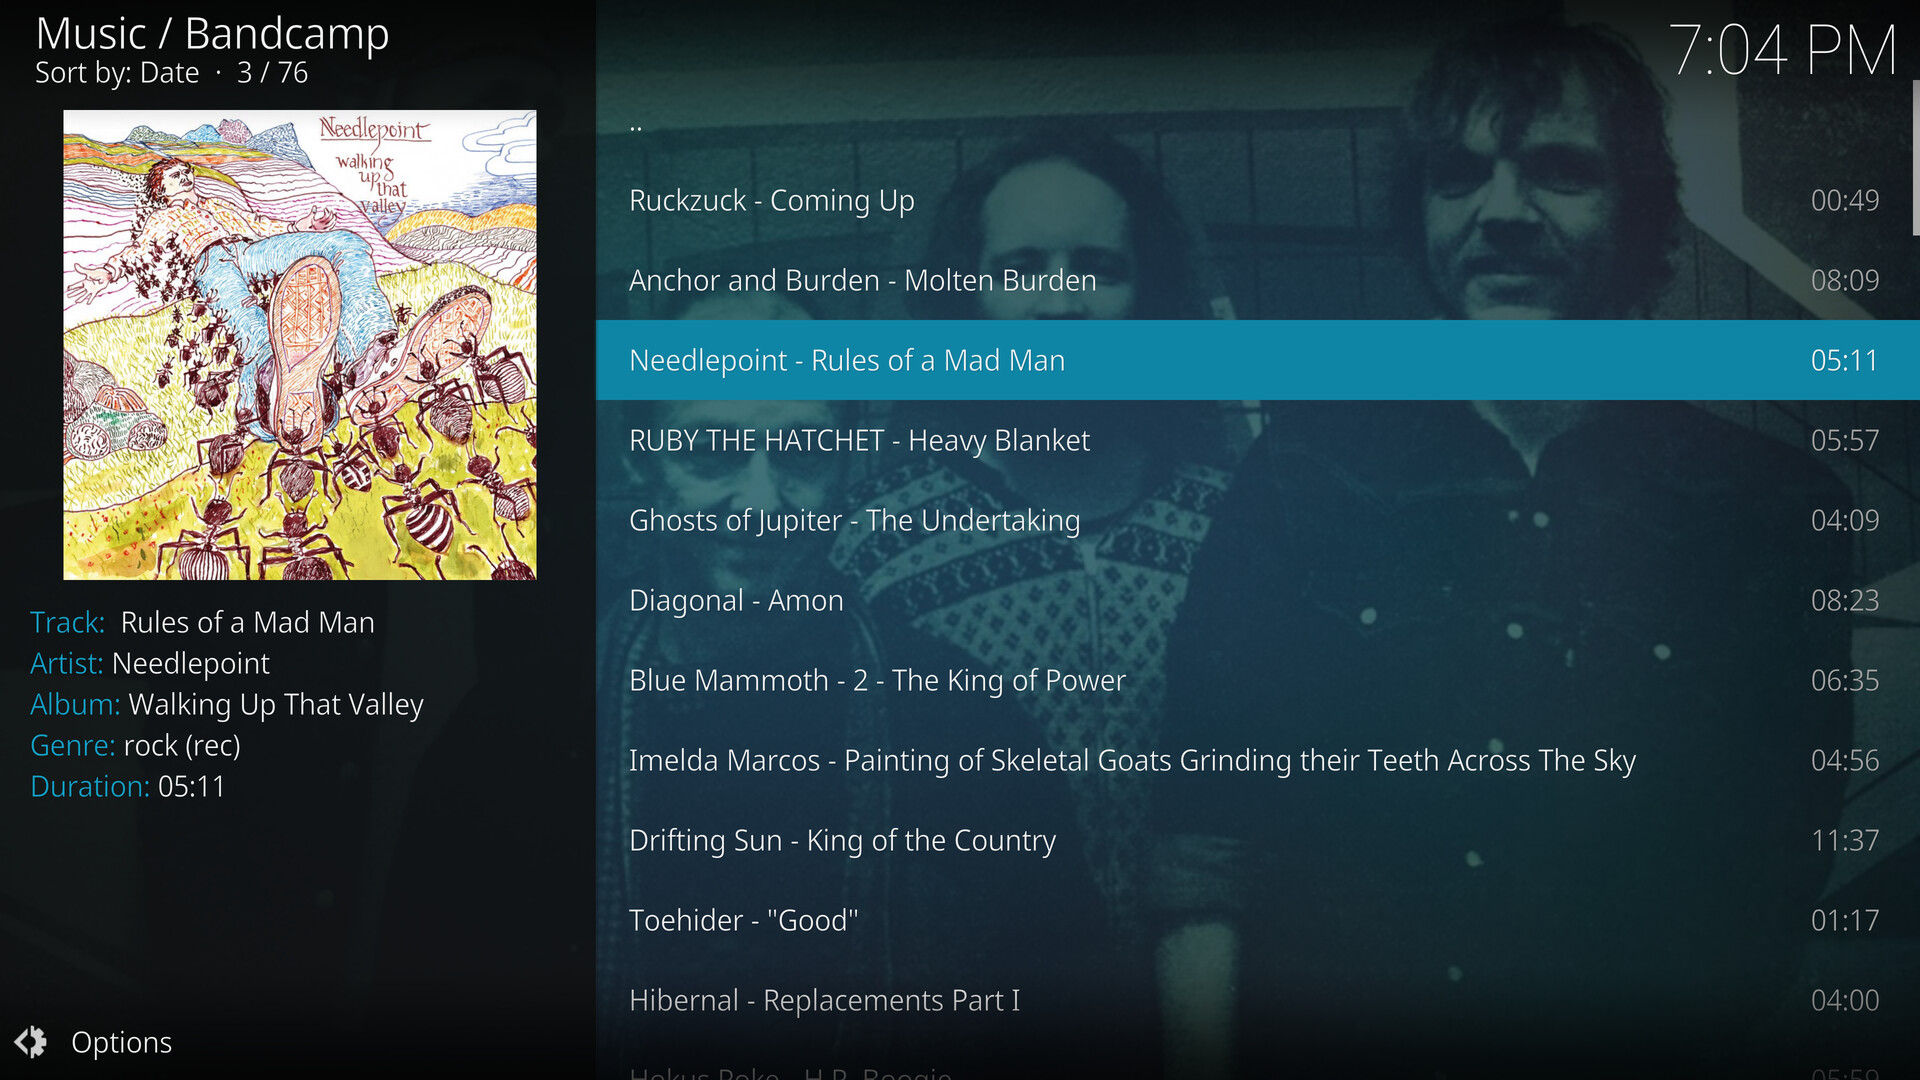 Music / Bandcamp
Sort by: Date · 3 / 76
7:04 PM
Needlepoint
walking
up
that
valley
Track: Rules of a Mad Man
Artist: Needlepoint
Album: Walking Up That Valley
Genre: rock (rec)
Duration: 05:11
Options
..
Ruckzuck - Coming Up 00:49
Anchor and Burden - Molten Burden 08:09
Needlepoint - Rules of a Mad Man 05:11
RUBY THE HATCHET - Heavy Blanket 05:57
Ghosts of Jupiter - The Undertaking 04:09
Diagonal - Amon 08:23
Blue Mammoth - 2 - The King of Power 06:35
Imelda Marcos - Painting of Skeletal Goats Grinding their Teeth Across The Sky 04:56
Drifting Sun - King of the Country 11:37
Toehider - "Good" 01:17
Hibernal - Replacements Part I 04:00
Hokus Poke - H.P. Boogie 05:59